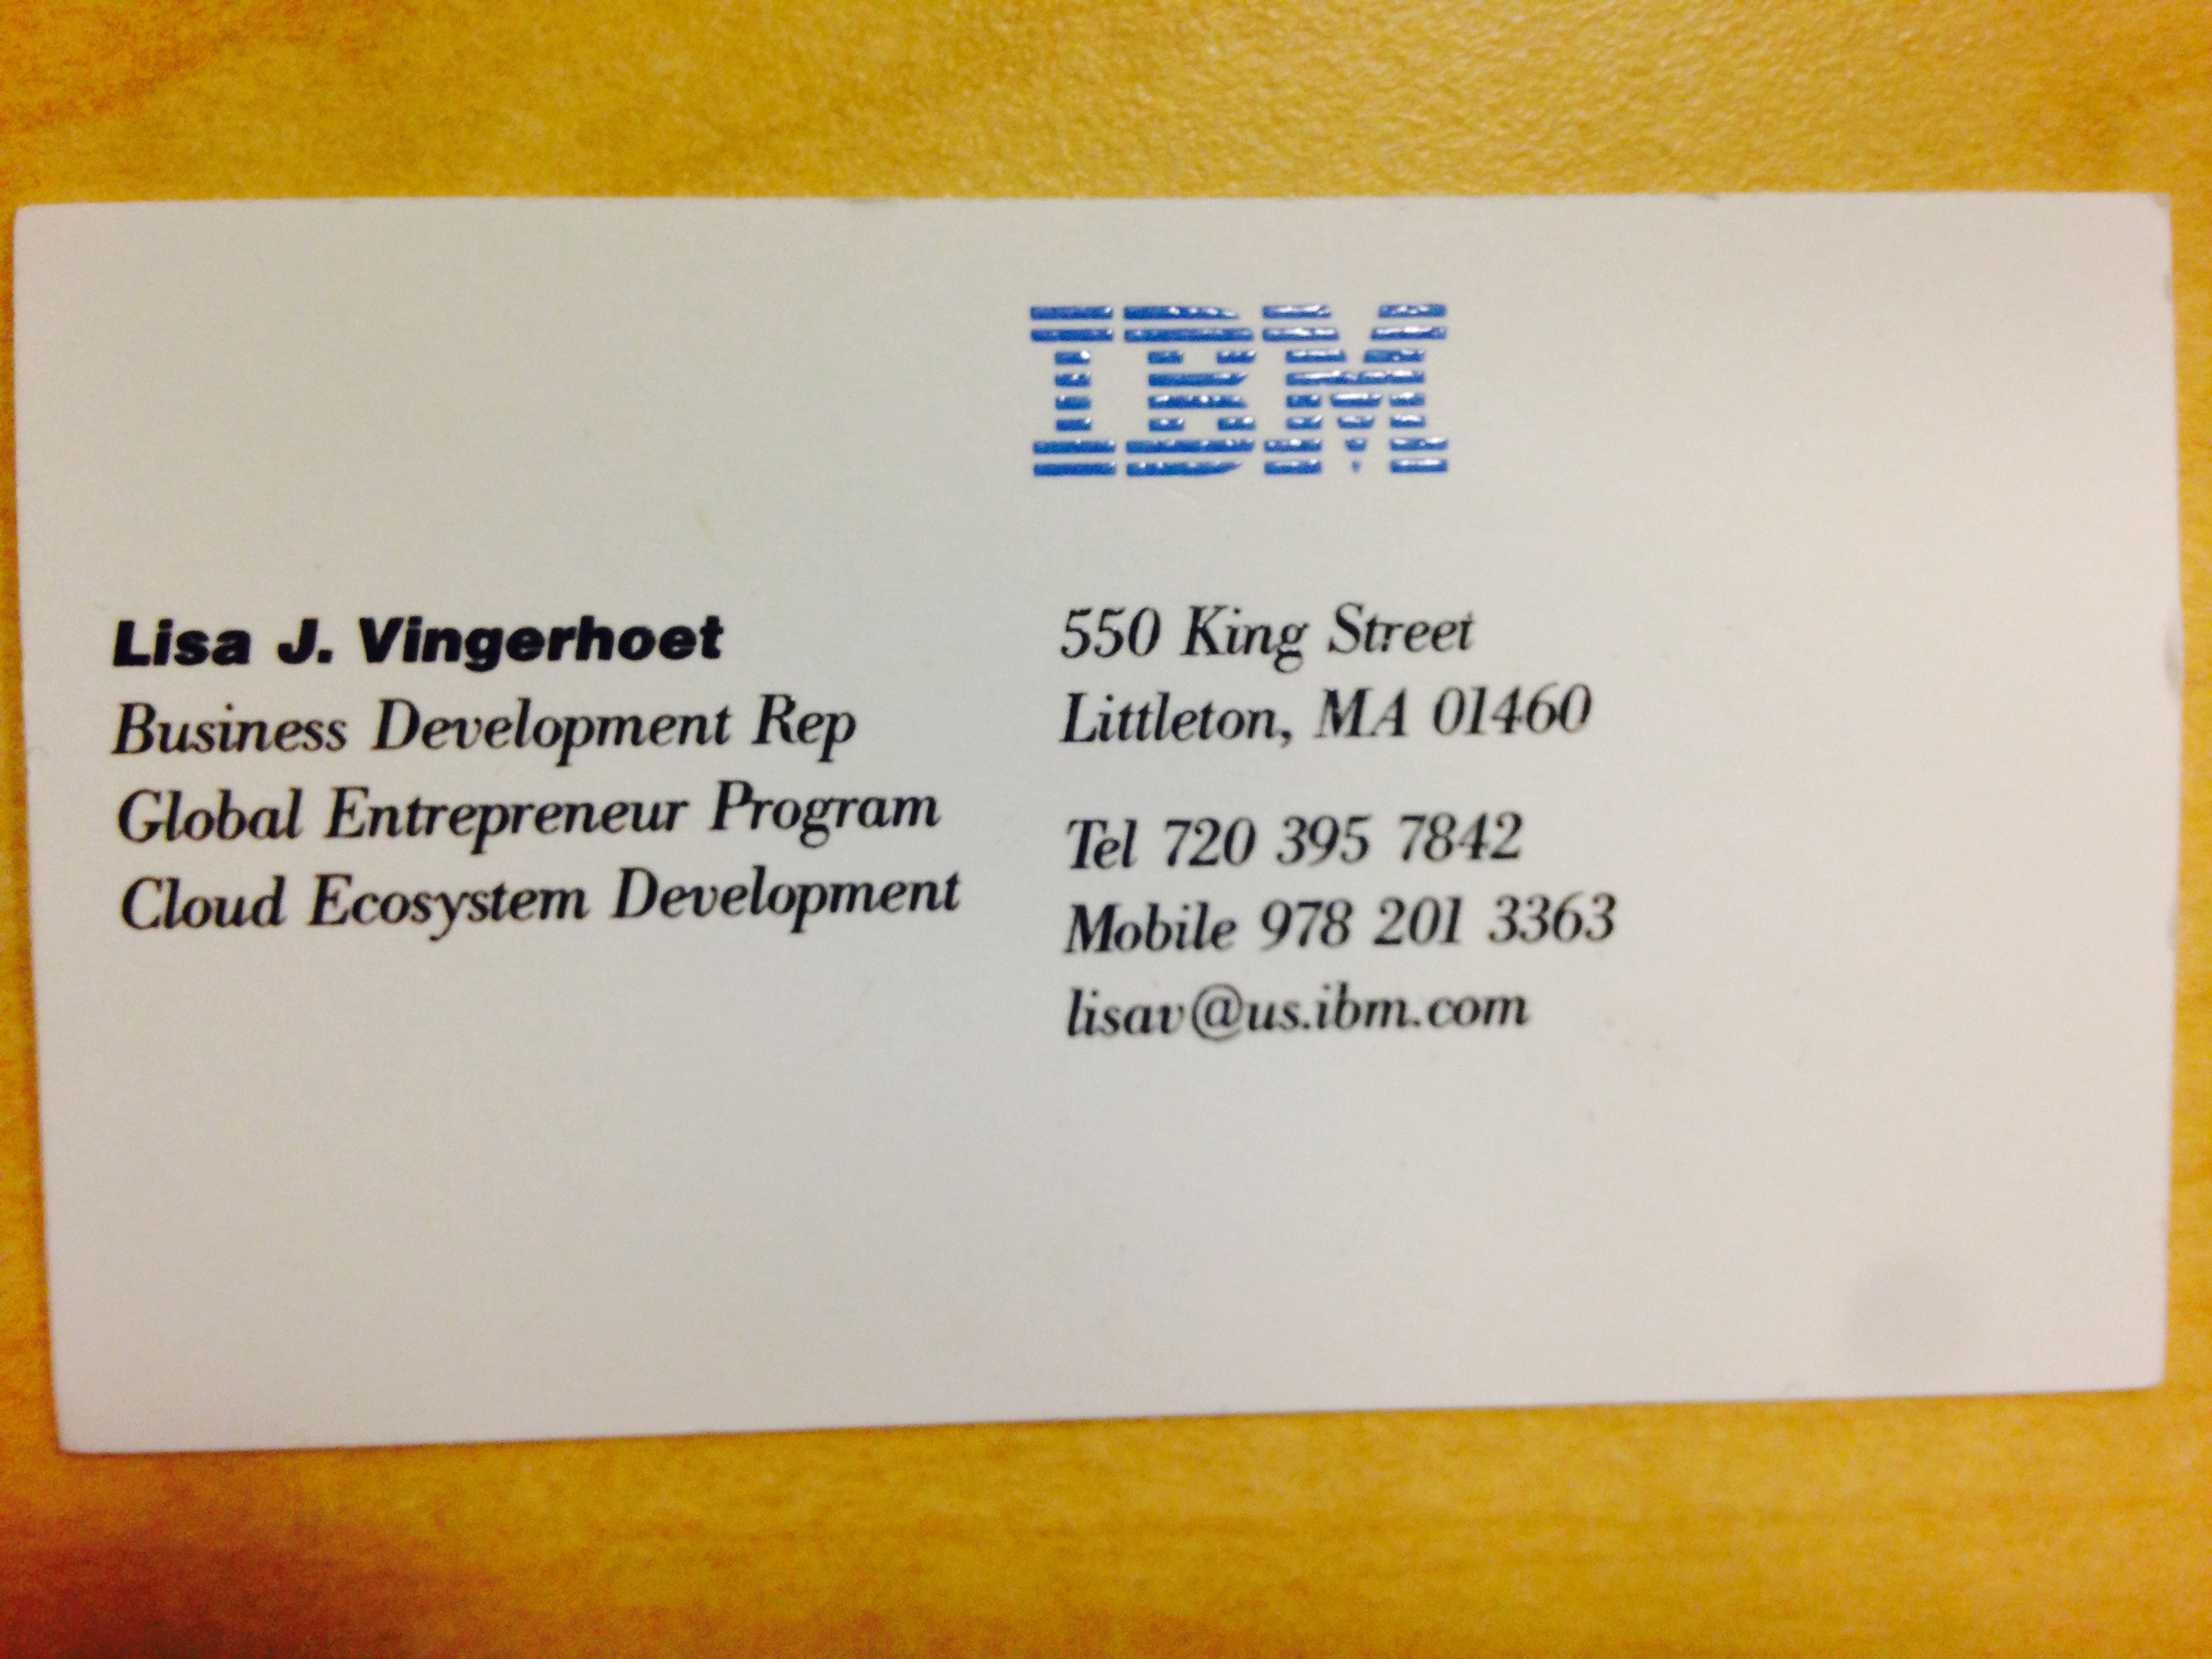 IBM
Lisa J. Vingerhoet
Business Development Rep
Global Entrepreneur Program
Cloud Ecosystem Development
550 King Street
Littleton, MA 01460
Tel 720 395 7842
Mobile 978 201 3363
lisav@us.ibm.com